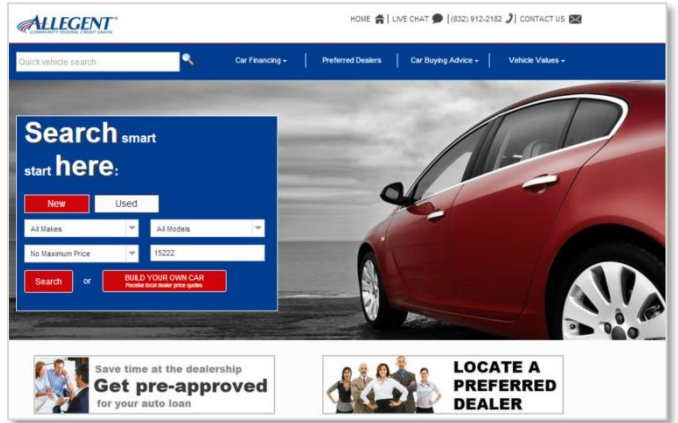 ALLEGENT
COMMUNITY FEDERAL CREDIT UNION
HOME | LIVE CHAT | (832) 912-2182 | CONTACT US
Quick vehicle search
Car Financing
Preferred Dealers
Car Buying Advice
Vehicle Values
Search smart
start here:
New
Used
All Makes
All Models
No Maximum Price
15222
Search
or
BUILD YOUR OWN CAR
Receive local dealer price quotes
Save time at the dealership
Get pre-approved
for your auto loan
LOCATE A
PREFERRED
DEALER